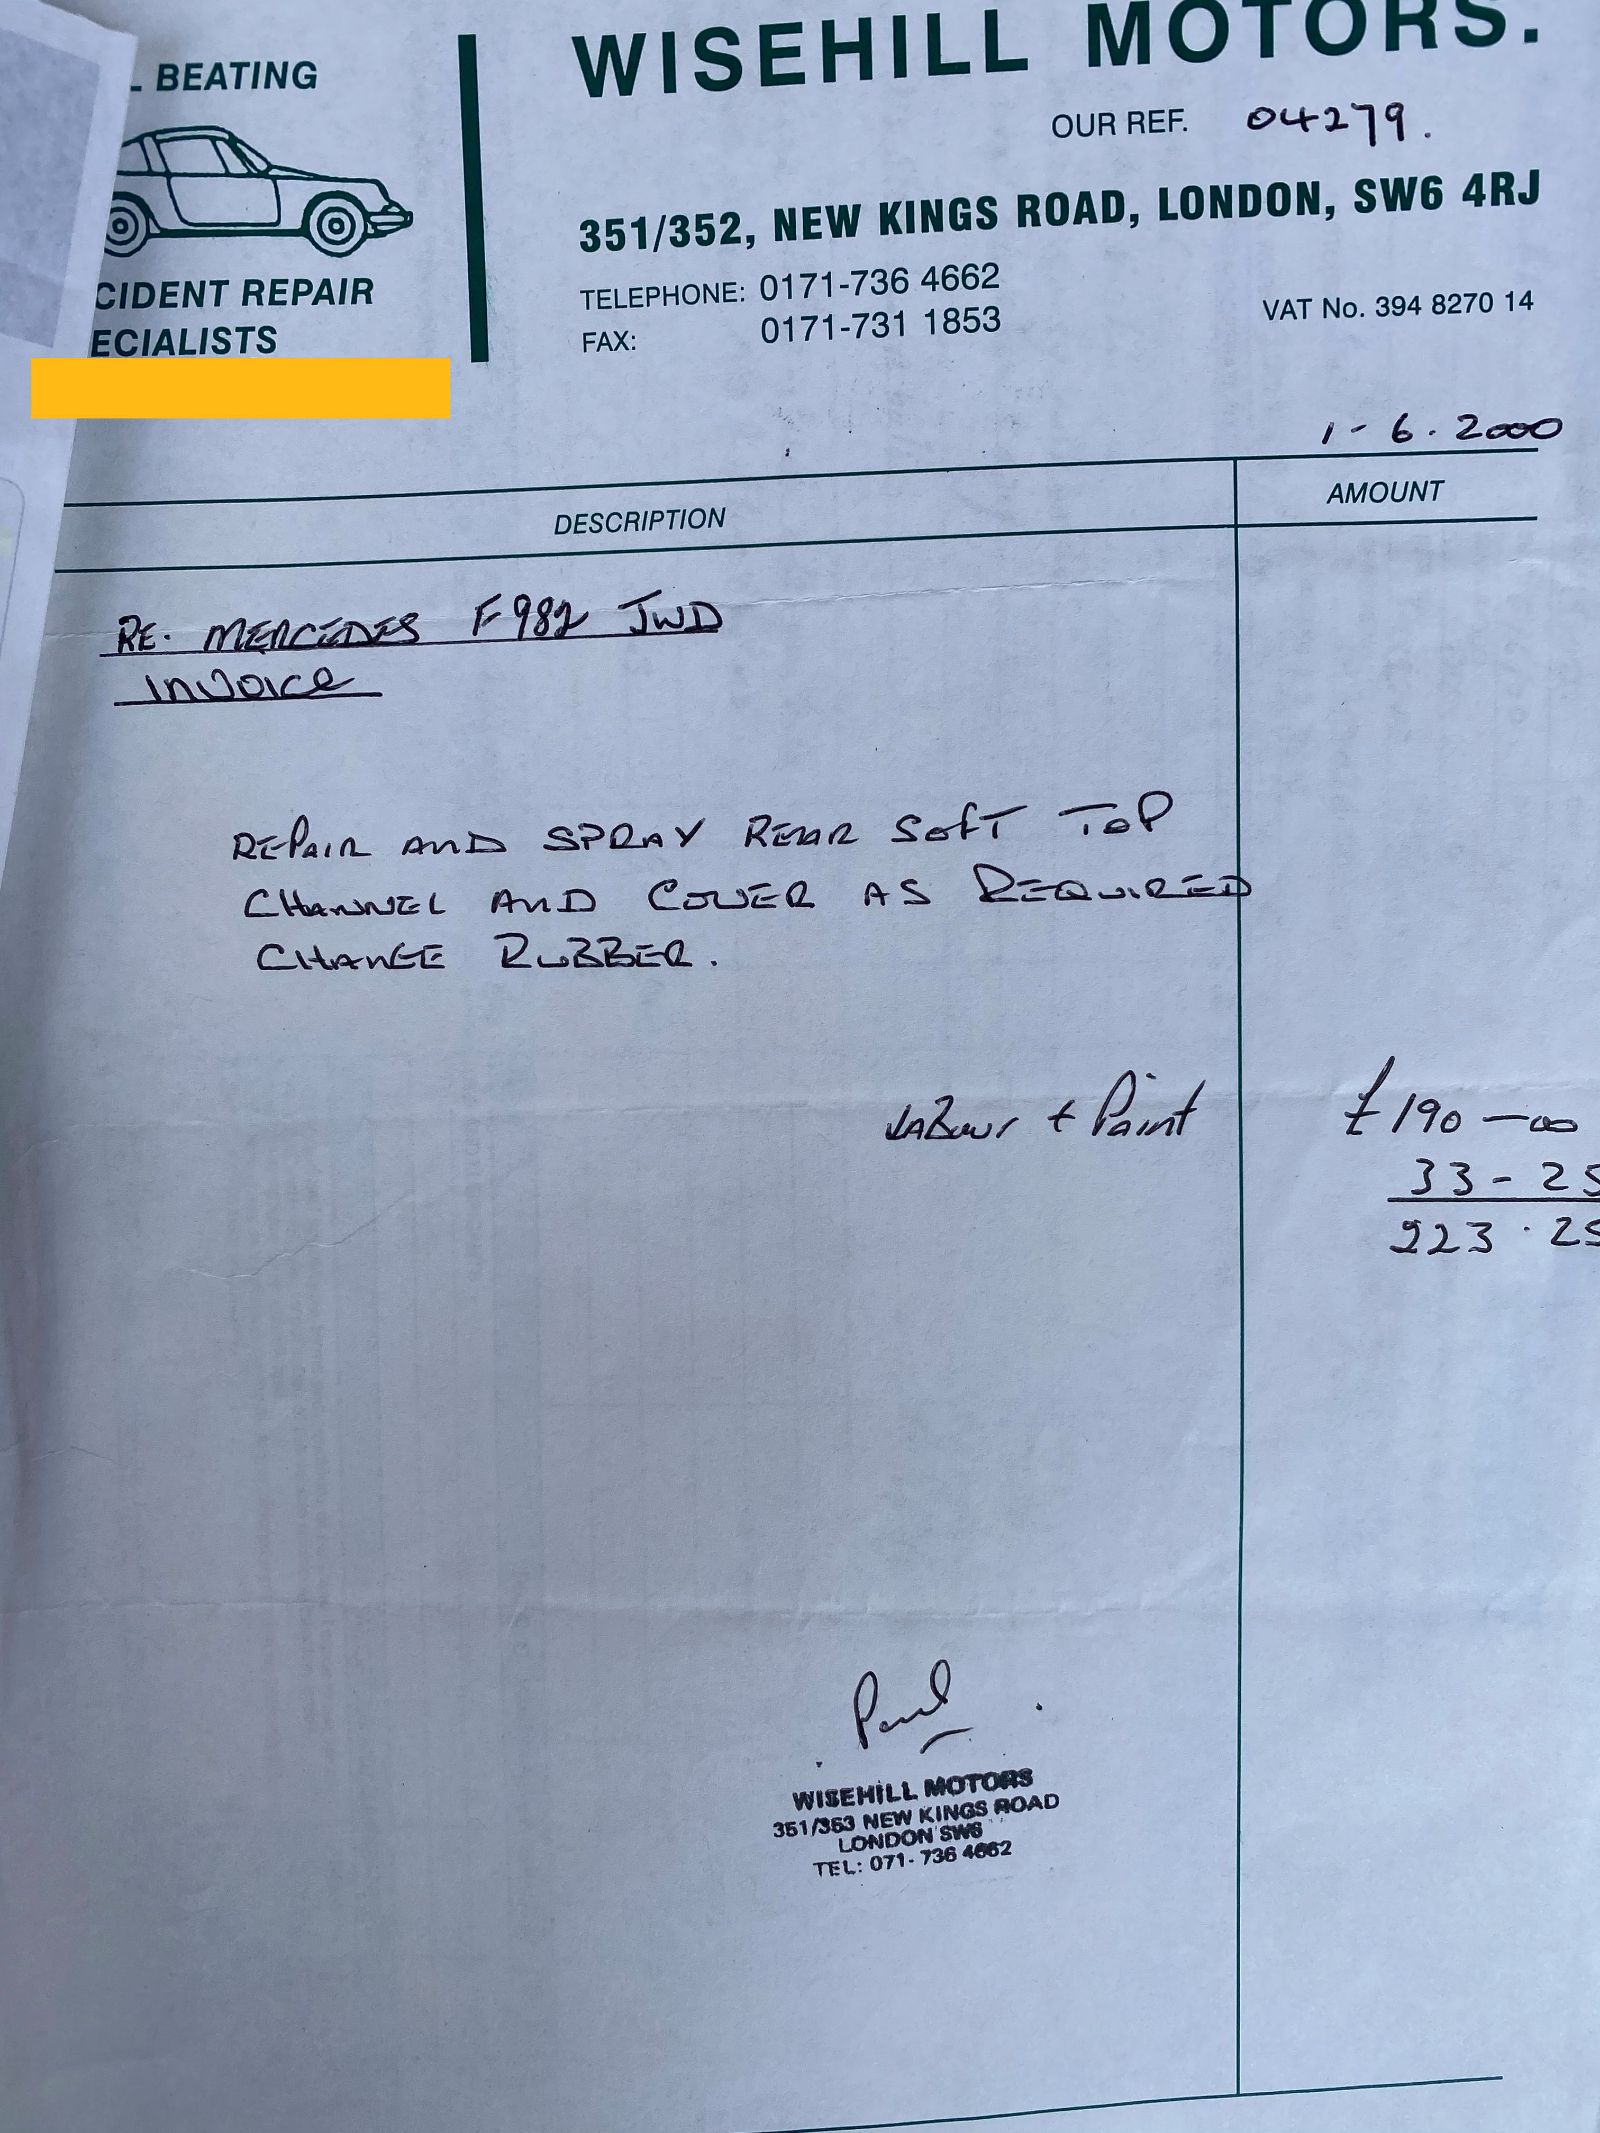 L BEATING
CIDENT REPAIR
ECIALISTS
WISEHILL MOTORS.
OUR REF. 04279.
351/352, NEW KINGS ROAD, LONDON, SW6 4RJ
TELEPHONE: 0171-736 4662
FAX: 0171-731 1853
VAT No. 394 8270 14
1-6.2000
DESCRIPTION AMOUNT
RE. MERCEDES F982 JWD
INVOICE
REPAIR AND SPRAY REAR SOFT TOP
CHANNEL AND COVER AS REQUIRED
CHANGE RUBBER.
LABOUR + Paint £190-00
33-25
223.25
Paul
WISEHILL MOTORS
351/353 NEW KINGS ROAD
LONDON SW6
TEL: 071-736 4662